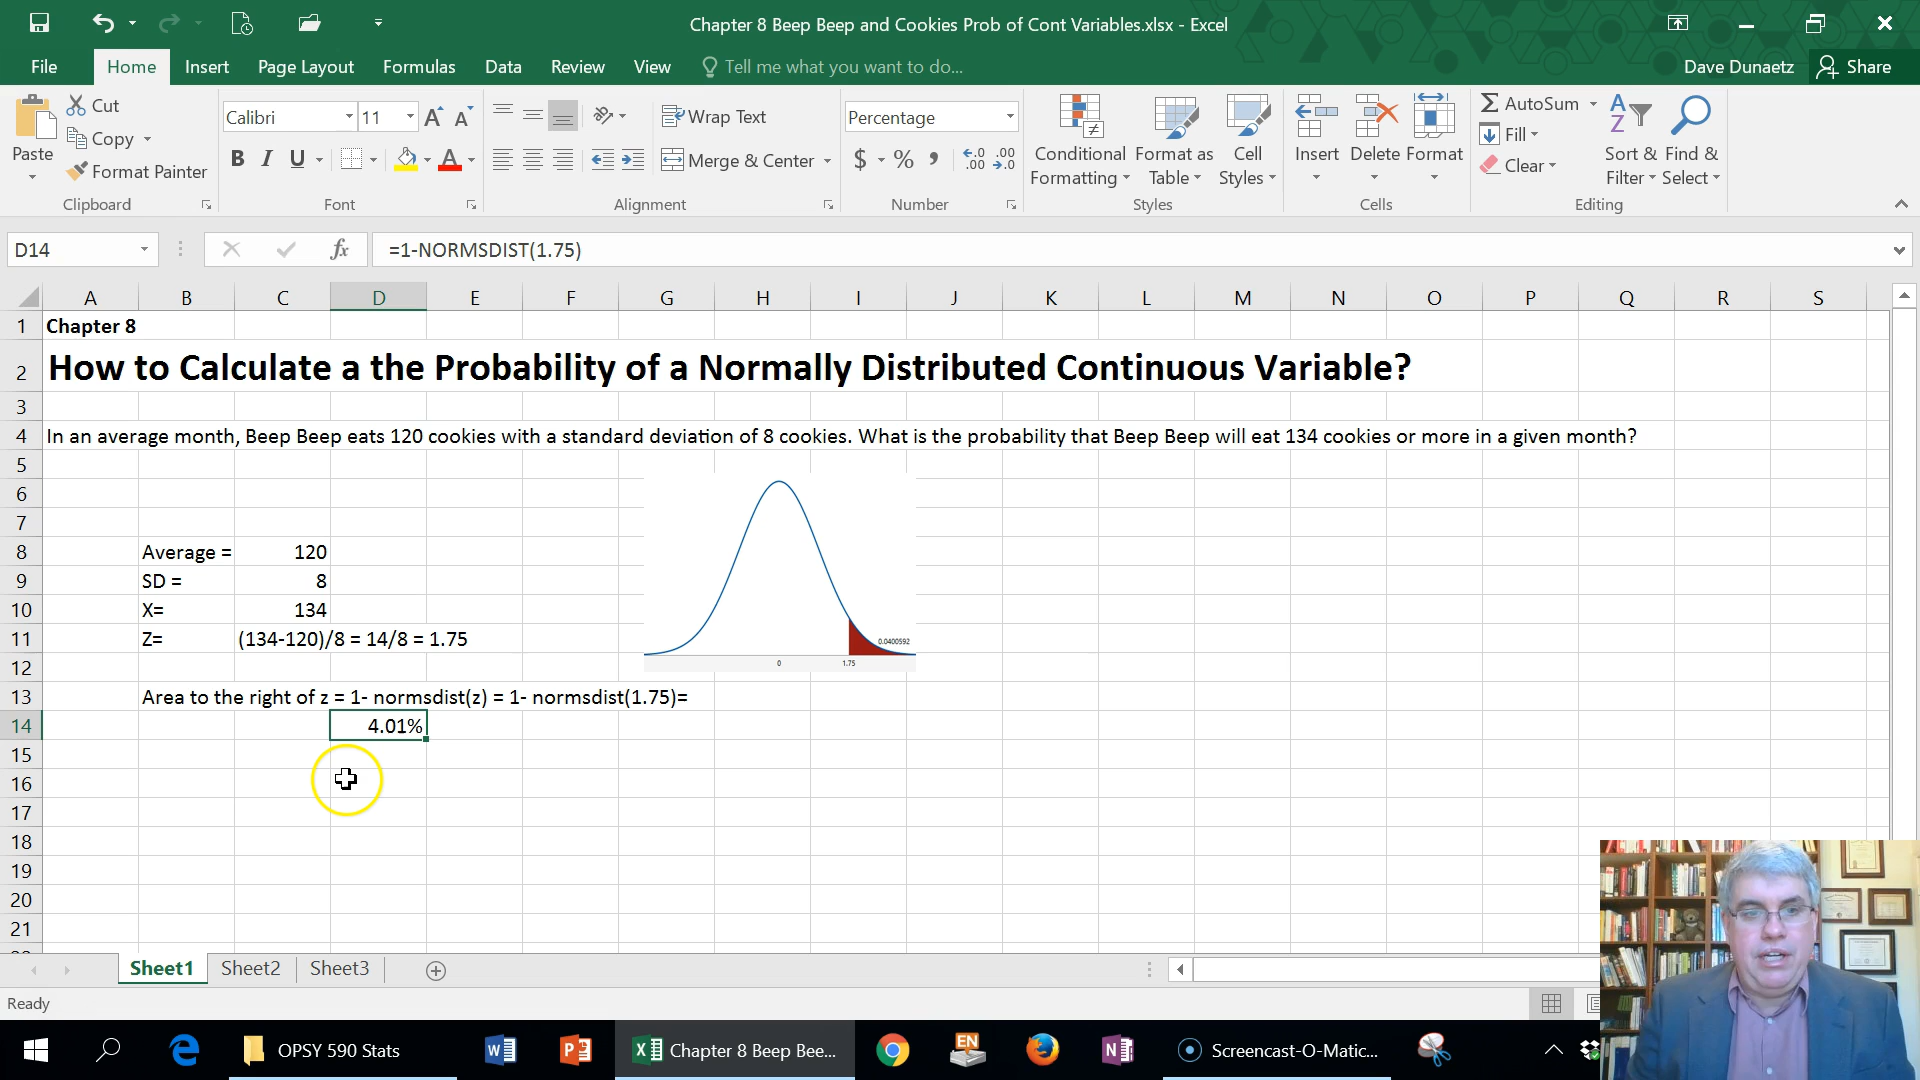 Chapter 8 Beep Beep and Cookies Prob of Cont Variables.xlsx - Excel
File Home Insert Page Layout Formulas Data Review View Tell me what you want to do... Dave Dunaetz Share
Cut
Copy
Format Painter
Paste
Clipboard
Calibri 11
B I U
Font
Wrap Text
Merge & Center
Alignment
Percentage
$ % ,
Number
Conditional Formatting
Format as Table
Cell Styles
Styles
Insert Delete Format
Cells
AutoSum
Fill
Clear
Sort & Filter
Find & Select
Editing
D14 fx =1-NORMSDIST(1.75)
A B C D E F G H I J K L M N O P Q R S
1 Chapter 8
2 How to Calculate a the Probability of a Normally Distributed Continuous Variable?
3
4 In an average month, Beep Beep eats 120 cookies with a standard deviation of 8 cookies. What is the probability that Beep Beep will eat 134 cookies or more in a given month?
5
6
7
8 Average = 120
9 SD = 8
10 X= 134
11 Z= (134-120)/8 = 14/8 = 1.75
0.0400592
0 1.75
12
13 Area to the right of z = 1- normsdist(z) = 1- normsdist(1.75)=
14 4.01%
15
16
17
18
19
20
21
Sheet1 Sheet2 Sheet3
Ready
OPSY 590 Stats
Chapter 8 Beep Bee...
EN
Screencast-O-Matic...